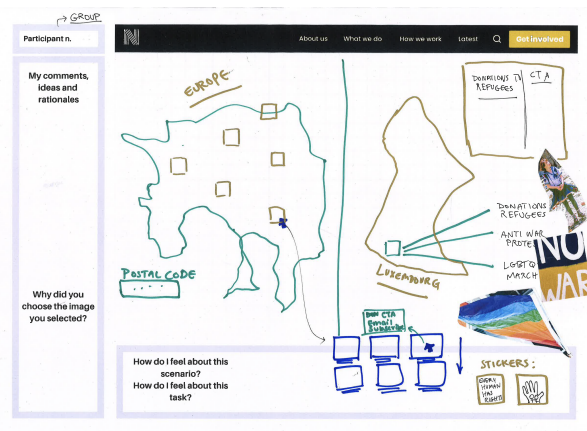 GROUP
Participant n.
About us
What we do
How we work
Latest
Get involved
My comments,
ideas and
rationales
EUROPE
DONATIONS TO
REFUGEES
CTA
DONATIONS
REFUGEES
ANTI WAR
PROTE
LGBTQ
MARCH
NO
WAR
LUXEMBOURG
POSTAL CODE
Why did you
choose the image
you selected?
CTA
Email
Subscribe
How do I feel about this
scenario?
How do I feel about this
task?
STICKERS:
EVERY
HUMAN
HAS
RIGHTS